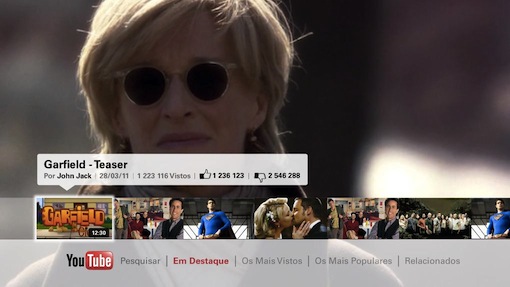 Garfield - Teaser
Por John Jack | 28/03/11 | 1 223 116 Vistos | 1 236 123 | 2 546 288
GARFIELD
12:30
YouTube Pesquisar | Em Destaque | Os Mais Vistos | Os Mais Populares | Relacionados